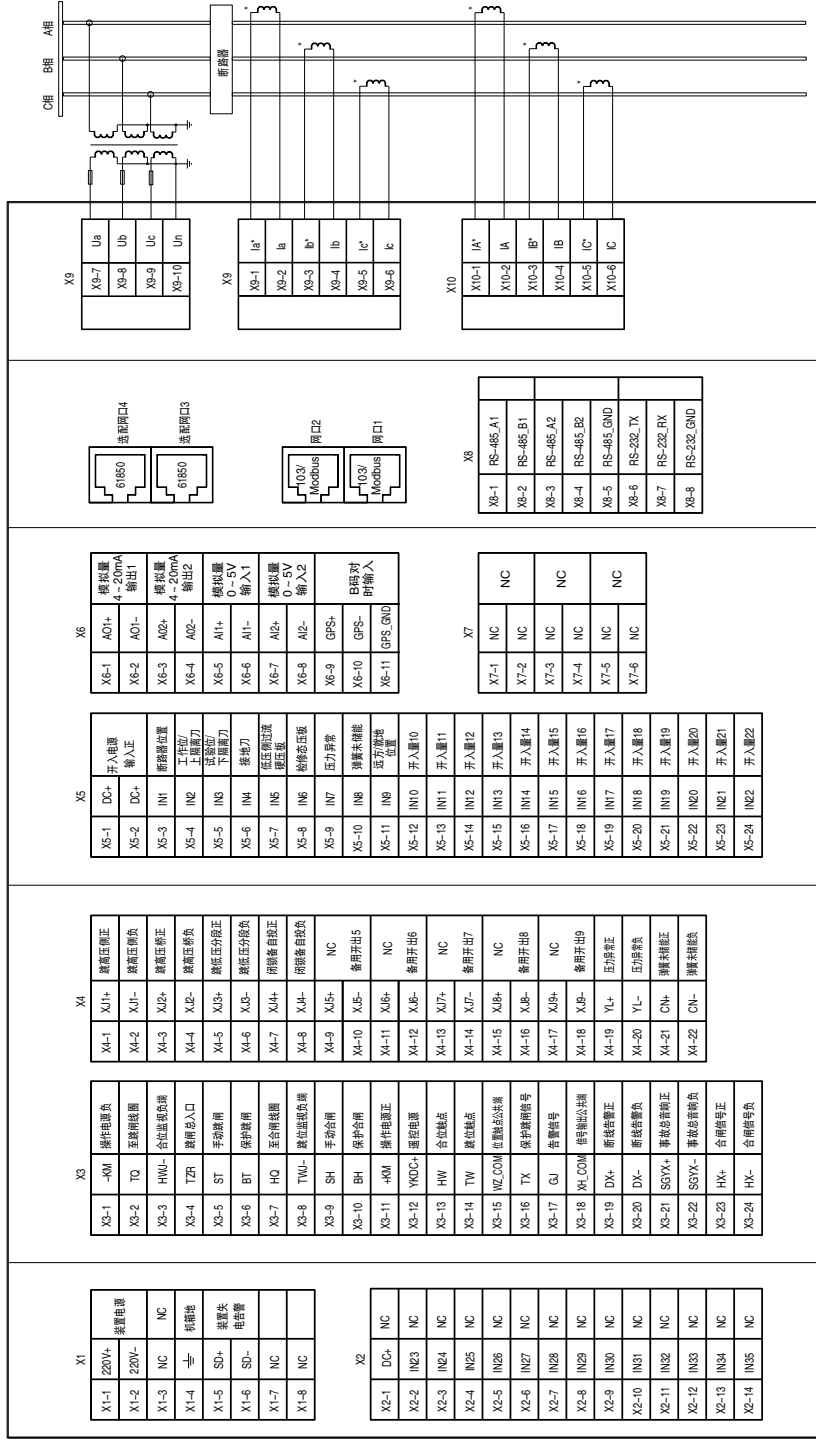 X1
X1-1 220V+ 装置电源
X1-2 220V-
X1-3 NC NC
X1-4 机箱地
X1-5 SD+ 装置失
电告警
X1-6 SD-
X1-7 NC
X1-8 NC
X2
X2-1 DC+ NC
X2-2 IN23 NC
X2-3 IN24 NC
X2-4 IN25 NC
X2-5 IN26 NC
X2-6 IN27 NC
X2-7 IN28 NC
X2-8 IN29 NC
X2-9 IN30 NC
X2-10 IN31 NC
X2-11 IN32 NC
X2-12 IN33 NC
X2-13 IN34 NC
X2-14 IN35 NC
X3
X3-1 -KM 操作电源负
X3-2 TQ 至跳闸线圈
X3-3 HWJ- 合位监视负端
X3-4 TZR 跳闸总入口
X3-5 ST 手动跳闸
X3-6 BT 保护跳闸
X3-7 HQ 至合闸线圈
X3-8 TWJ- 跳位监视负端
X3-9 SH 手动合闸
X3-10 BH 保护合闸
X3-11 +KM 操作电源正
X3-12 YKDC+ 遥控电源
X3-13 HW 合位触点
X3-14 TW 跳位触点
X3-15 WZ_COM 位置触点公共端
X3-16 TX 保护跳闸信号
X3-17 GJ 告警信号
X3-18 XH_COM 信号输出公共端
X3-19 DX+ 断线告警正
X3-20 DX- 断线告警负
X3-21 SGYX+ 事故总音响正
X3-22 SGYX- 事故总音响负
X3-23 HX+ 合闸信号正
X3-24 HX- 合闸信号负
X4
X4-1 XJ1+ 跳高压侧正
X4-2 XJ1- 跳高压侧负
X4-3 XJ2+ 跳高压桥正
X4-4 XJ2- 跳高压桥负
X4-5 XJ3+ 跳低压分段正
X4-6 XJ3- 跳低压分段负
X4-7 XJ4+ 闭锁备自投正
X4-8 XJ4- 闭锁备自投负
X4-9 XJ5+ NC
X4-10 XJ5- 备用开出5
X4-11 XJ6+ NC
X4-12 XJ6- 备用开出6
X4-13 XJ7+ NC
X4-14 XJ7- 备用开出7
X4-15 XJ8+ NC
X4-16 XJ8- 备用开出8
X4-17 XJ9+ NC
X4-18 XJ9- 备用开出9
X4-19 YL+ 压力异常正
X4-20 YL- 压力异常负
X4-21 CN+ 弹簧未储能正
X4-22 CN- 弹簧未储能负
X5
X5-1 DC+ 开入电源
输入正
X5-2 DC+
X5-3 IN1 断路器位置
X5-4 IN2 工作位/
上隔离刀
X5-5 IN3 试验位/
下隔离刀
X5-6 IN4 接地刀
X5-7 IN5 低压侧过流
硬压板
X5-8 IN6 检修态压板
X5-9 IN7 压力异常
X5-10 IN8 弹簧未储能
X5-11 IN9 远方/就地
位置
X5-12 IN10 开入量10
X5-13 IN11 开入量11
X5-14 IN12 开入量12
X5-15 IN13 开入量13
X5-16 IN14 开入量14
X5-17 IN15 开入量15
X5-18 IN16 开入量16
X5-19 IN17 开入量17
X5-20 IN18 开入量18
X5-21 IN19 开入量19
X5-22 IN20 开入量20
X5-23 IN21 开入量21
X5-24 IN22 开入量22
X6
X6-1 AO1+ 模拟量
4~20mA
输出1
X6-2 AO1-
X6-3 AO2+ 模拟量
4~20mA
输出2
X6-4 AO2-
X6-5 AI1+ 模拟量
0~5V
输入1
X6-6 AI1-
X6-7 AI2+ 模拟量
0~5V
输入2
X6-8 AI2-
X6-9 GPS+ B码对
时输入
X6-10 GPS-
X6-11 GPS_GND
X7
X7-1 NC NC
X7-2 NC
X7-3 NC NC
X7-4 NC
X7-5 NC NC
X7-6 NC
61850 选配网口4
61850 选配网口3
103/
Modbus 网口2
103/
Modbus 网口1
X8
X8-1 RS-485_A1
X8-2 RS-485_B1
X8-3 RS-485_A2
X8-4 RS-485_B2
X8-5 RS-485_GND
X8-6 RS-232_TX
X8-7 RS-232_RX
X8-8 RS-232_GND
X9
X9-7 Ua
X9-8 Ub
X9-9 Uc
X9-10 Un
X9
X9-1 Ia*
X9-2 Ia
X9-3 Ib*
X9-4 Ib
X9-5 Ic*
X9-6 Ic
X10
X10-1 IA*
X10-2 IA
X10-3 IB*
X10-4 IB
X10-5 IC*
X10-6 IC
A相
B相
C相
断路器
*
*
*
*
*
*